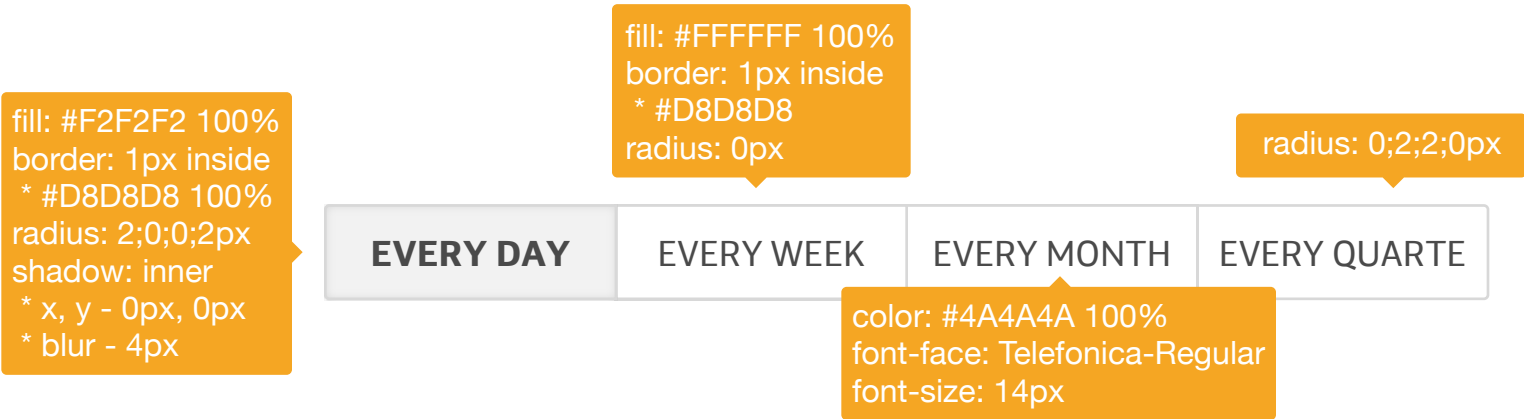 fill: #FFFFFF 100%
border: 1px inside
* #D8D8D8
radius: 0px
fill: #F2F2F2 100%
border: 1px inside
* #D8D8D8 100%
radius: 2;0;0;2px
shadow: inner
* x, y - 0px, 0px
* blur - 4px
radius: 0;2;2;0px
EVERY DAY
EVERY WEEK
EVERY MONTH
EVERY QUARTE
color: #4A4A4A 100%
font-face: Telefonica-Regular
font-size: 14px